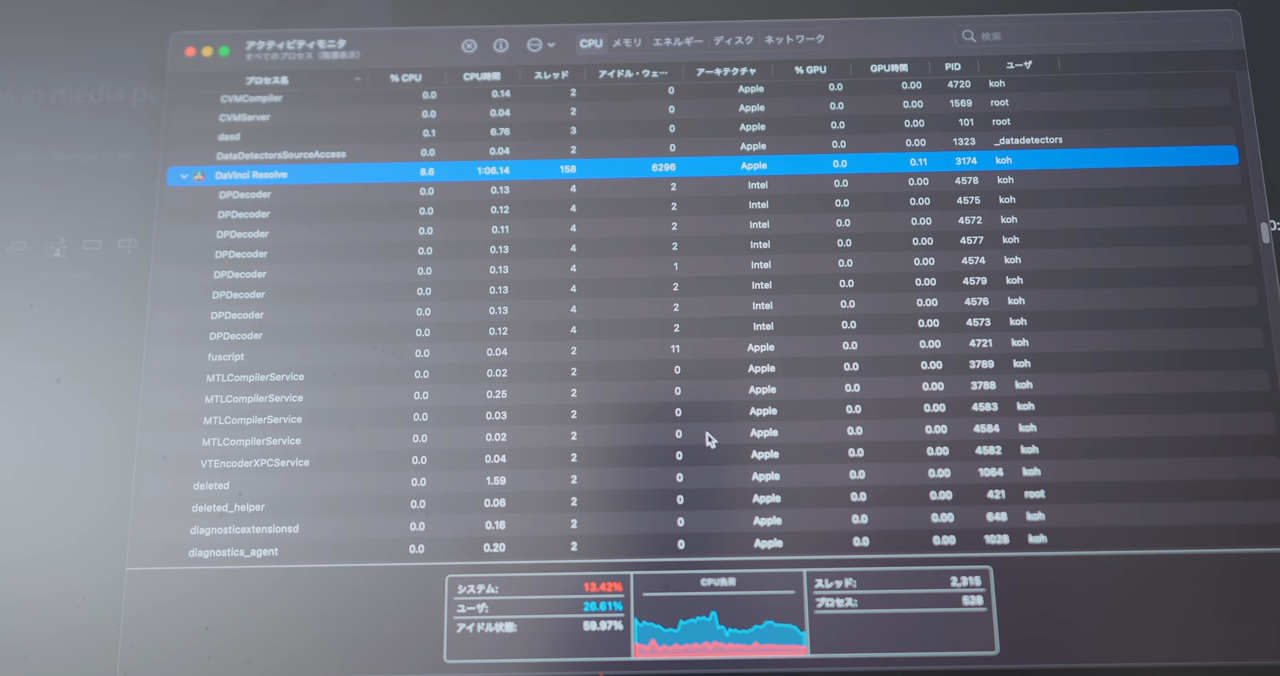 s in media po
アクティビティモニタ
すべてのプロセス（階層表示）
CPU メモリ エネルギー ディスク ネットワーク
検索
プロセス名 % CPU CPU時間 スレッド アイドル・ウェ… アーキテクチャ % GPU GPU時間 PID ユーザ
CVMCompiler 0.0 0.14 2 0 Apple 0.0 0.00 4720 koh
CVMServer 0.0 0.04 2 0 Apple 0.0 0.00 1569 root
dasd 0.1 6.76 3 0 Apple 0.0 0.00 101 root
DataDetectorsSourceAccess 0.0 0.04 2 0 Apple 0.0 0.00 1323 _datadetectors
DaVinci Resolve 8.6 1:06.14 158 6296 Apple 0.0 0.11 3174 koh
DPDecoder 0.0 0.13 4 2 Intel 0.0 0.00 4578 koh
DPDecoder 0.0 0.12 4 2 Intel 0.0 0.00 4575 koh
DPDecoder 0.0 0.11 4 2 Intel 0.0 0.00 4572 koh
DPDecoder 0.0 0.13 4 2 Intel 0.0 0.00 4577 koh
DPDecoder 0.0 0.13 4 1 Intel 0.0 0.00 4574 koh
DPDecoder 0.0 0.13 4 2 Intel 0.0 0.00 4579 koh
DPDecoder 0.0 0.13 4 2 Intel 0.0 0.00 4576 koh
DPDecoder 0.0 0.12 4 2 Intel 0.0 0.00 4573 koh
fuscript 0.0 0.04 2 11 Apple 0.0 0.00 4721 koh
MTLCompilerService 0.0 0.02 2 0 Apple 0.0 0.00 3789 koh
MTLCompilerService 0.0 0.25 2 0 Apple 0.0 0.00 3788 koh
MTLCompilerService 0.0 0.03 2 0 Apple 0.0 0.00 4583 koh
MTLCompilerService 0.0 0.02 2 0 Apple 0.0 0.00 4584 koh
VTEncoderXPCService 0.0 0.04 2 0 Apple 0.0 0.00 4582 koh
deleted 0.0 1.59 2 0 Apple 0.0 0.00 1064 koh
deleted_helper 0.0 0.06 2 0 Apple 0.0 0.00 421 root
diagnosticextensionsd 0.0 0.16 2 0 Apple 0.0 0.00 648 koh
diagnostics_agent 0.0 0.20 2 0 Apple 0.0 0.00 1028 koh
システム: 13.42%
ユーザ: 26.61%
アイドル状態: 59.97%
CPU負荷
スレッド: 2,315
プロセス: 528